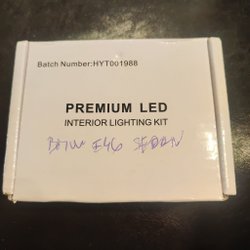 Batch Number:HYT001988
PREMIUM LED
INTERIOR LIGHTING KIT
BMW E46 SEDAN